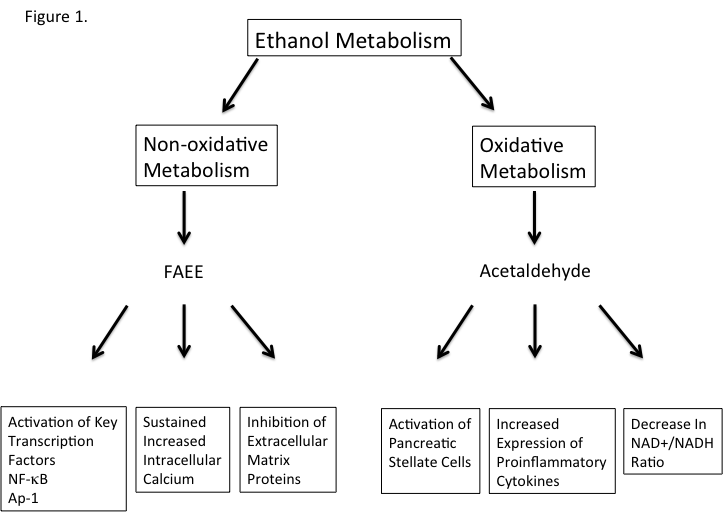 Figure 1.
Ethanol Metabolism
Non-oxidative
Metabolism
Oxidative
Metabolism
FAEE
Acetaldehyde
Activation of Key
Transcription
Factors
NF-κB
Ap-1
Sustained
Increased
Intracellular
Calcium
Inhibition of
Extracellular
Matrix
Proteins
Activation of
Pancreatic
Stellate Cells
Increased
Expression of
Proinflammatory
Cytokines
Decrease In
NAD+/NADH
Ratio